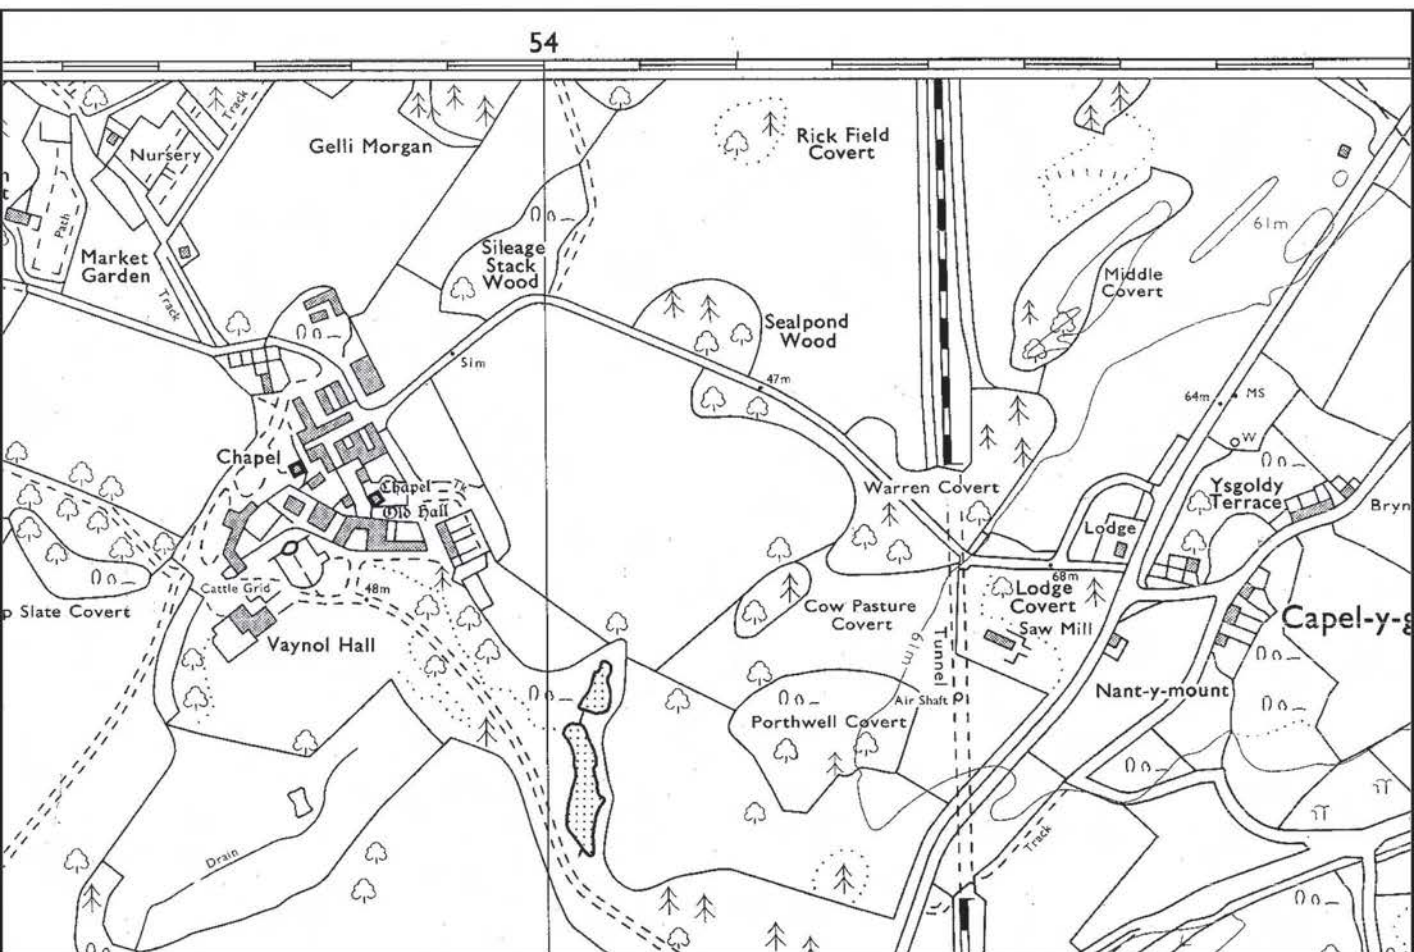 54
Track
Nursery
Gelli Morgan
Rick Field
Covert
Path
Market
Garden
Track
Sileage
Stack
Wood
61m
Middle
Covert
Sealpond
Wood
51m
47m
64m
MS
W
Chapel
Chapel
Old Hall
Tk
Warren Covert
Ysgoldy
Terrace
Bryn
Lodge
Cattle Grid
48m
68m
Lodge
Covert
Saw Mill
Cow Pasture
Covert
p Slate Covert
Vaynol Hall
Capel-y-g
61m
Tunnel
Air Shaft
Nant-y-mount
Porthwell Covert
Drain
Track